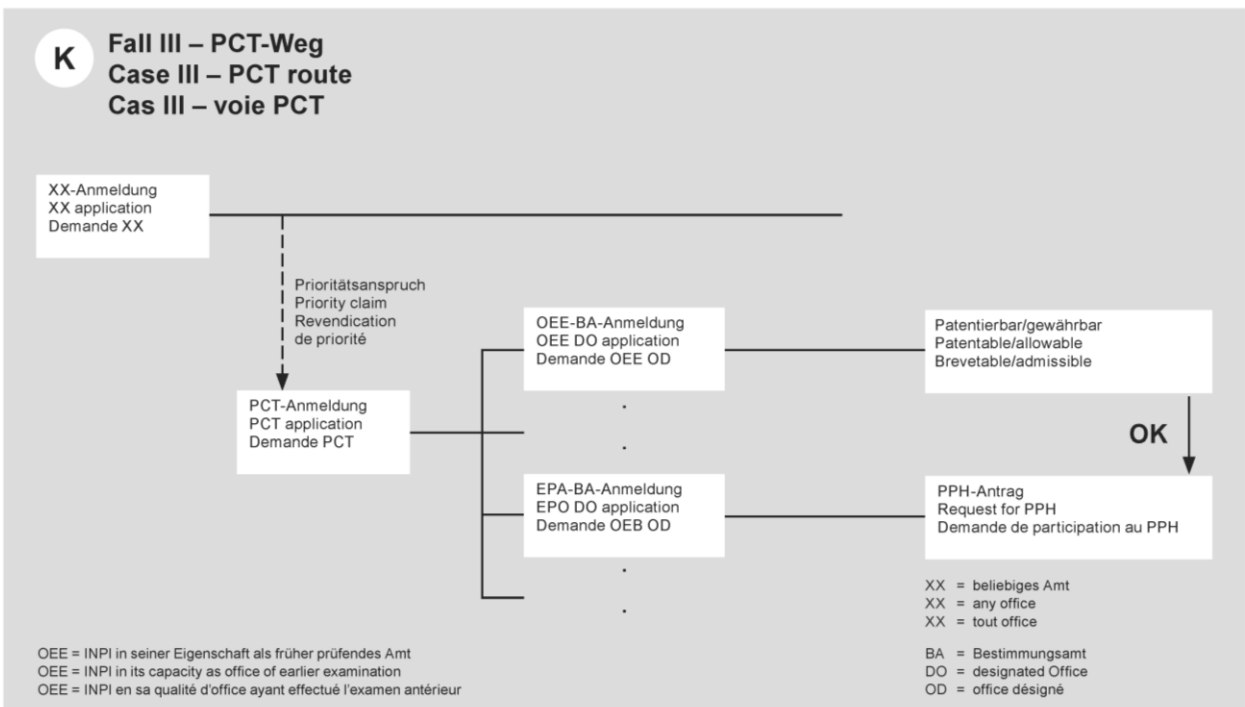 K
Fall III – PCT-Weg
Case III – PCT route
Cas III – voie PCT
XX-Anmeldung
XX application
Demande XX
Prioritätsanspruch
Priority claim
Revendication
de priorité
OEE-BA-Anmeldung
OEE DO application
Demande OEE OD
Patentierbar/gewährbar
Patentable/allowable
Brevetable/admissible
PCT-Anmeldung
PCT application
Demande PCT
OK
EPA-BA-Anmeldung
EPO DO application
Demande OEB OD
PPH-Antrag
Request for PPH
Demande de participation au PPH
XX = beliebiges Amt
XX = any office
XX = tout office
OEE = INPI in seiner Eigenschaft als früher prüfendes Amt
OEE = INPI in its capacity as office of earlier examination
OEE = INPI en sa qualité d'office ayant effectué l'examen antérieur
BA = Bestimmungsamt
DO = designated Office
OD = office désigné